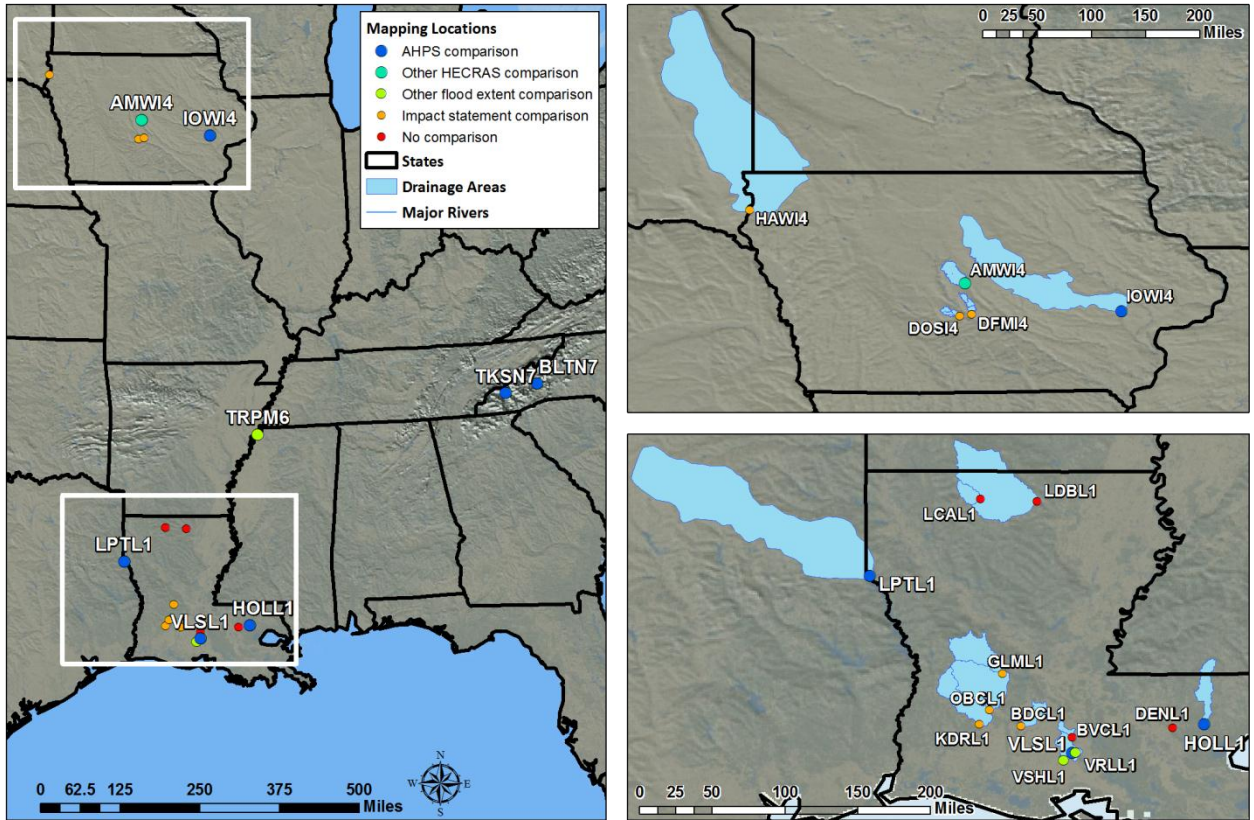 Mapping Locations
AHPS comparison
Other HECRAS comparison
Other flood extent comparison
Impact statement comparison
No comparison
States
Drainage Areas
Major Rivers
AMWI4
IOWI4
TKSN7
BLTN7
TRPM6
LPTL1
VLSL1
HOLL1
N
W
E
S
0 62.5 125 250 375 500
Miles
0 25 50 100 150 200
Miles
HAWI4
AMWI4
IOWI4
DOSI4
DFMI4
LCAL1
LDBL1
LPTL1
GLML1
OBCL1
KDRL1
BDCL1
BVCL1
DENL1
VLSL1
HOLL1
VSHL1
VRLL1
0 25 50 100 150 200
Miles